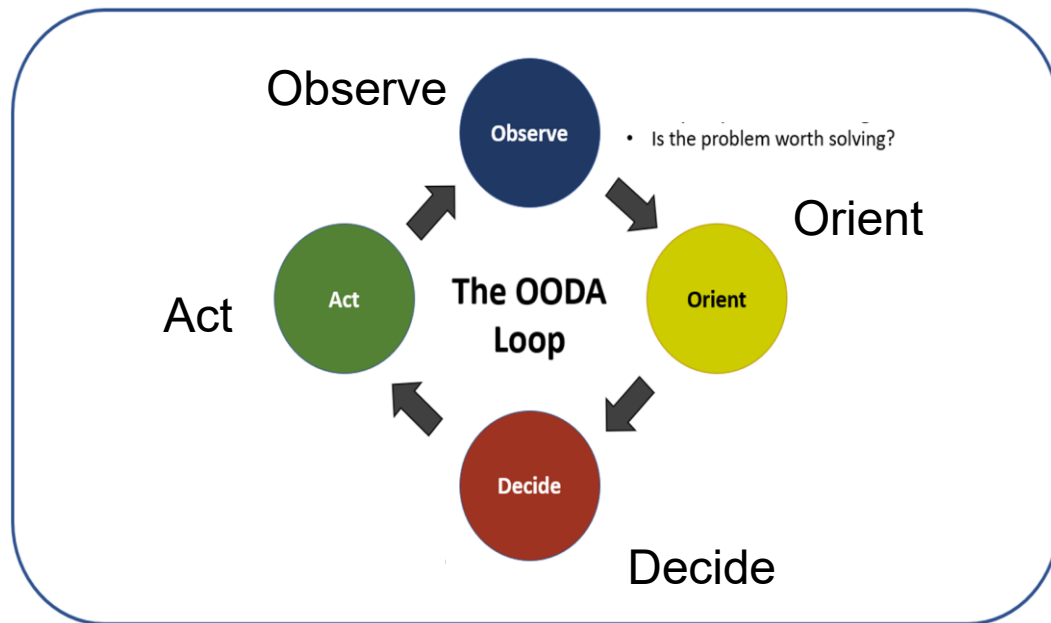 Observe
Observe
• Is the problem worth solving?
Orient
Act
Act
The OODA
Loop
Orient
Decide
Decide